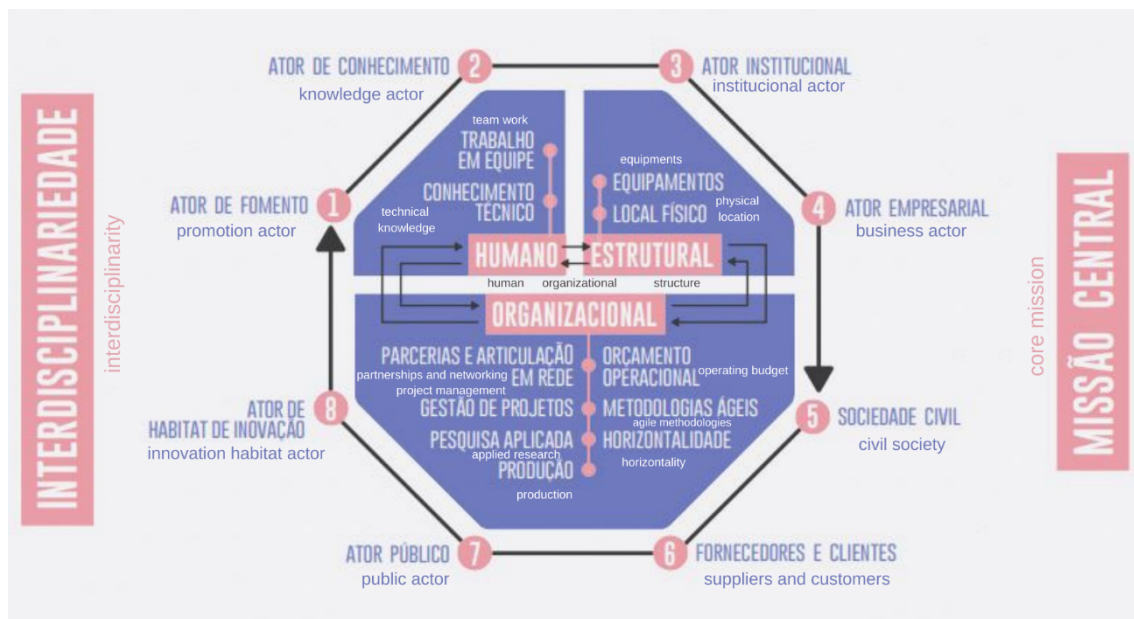 INTERDISCIPLINARIEDADE
interdisciplinarity
2
ATOR DE CONHECIMENTO
knowledge actor
3
ATOR INSTITUCIONAL
institucional actor
1
ATOR DE FOMENTO
promotion actor
4
ATOR EMPRESARIAL
business actor
team work
TRABALHO
EM EQUIPE
CONHECIMENTO
TÉCNICO
technical
knowledge
equipments
EQUIPAMENTOS
LOCAL FÍSICO
physical
location
HUMANO
ESTRUTURAL
human
organizational
structure
ORGANIZACIONAL
PARCERIAS E ARTICULAÇÃO
EM REDE
partnerships and networking
project management
GESTÃO DE PROJETOS
PESQUISA APLICADA
applied research
PRODUÇÃO
production
ORÇAMENTO
OPERACIONAL
operating budget
METODOLOGIAS ÁGEIS
agile methodologies
HORIZONTALIDADE
horizontality
8
ATOR DE
HABITAT DE INOVAÇÃO
innovation habitat actor
5
SOCIEDADE CIVIL
civil society
7
ATOR PÚBLICO
public actor
6
FORNECEDORES E CLIENTES
suppliers and customers
core mission
MISSÃO CENTRAL